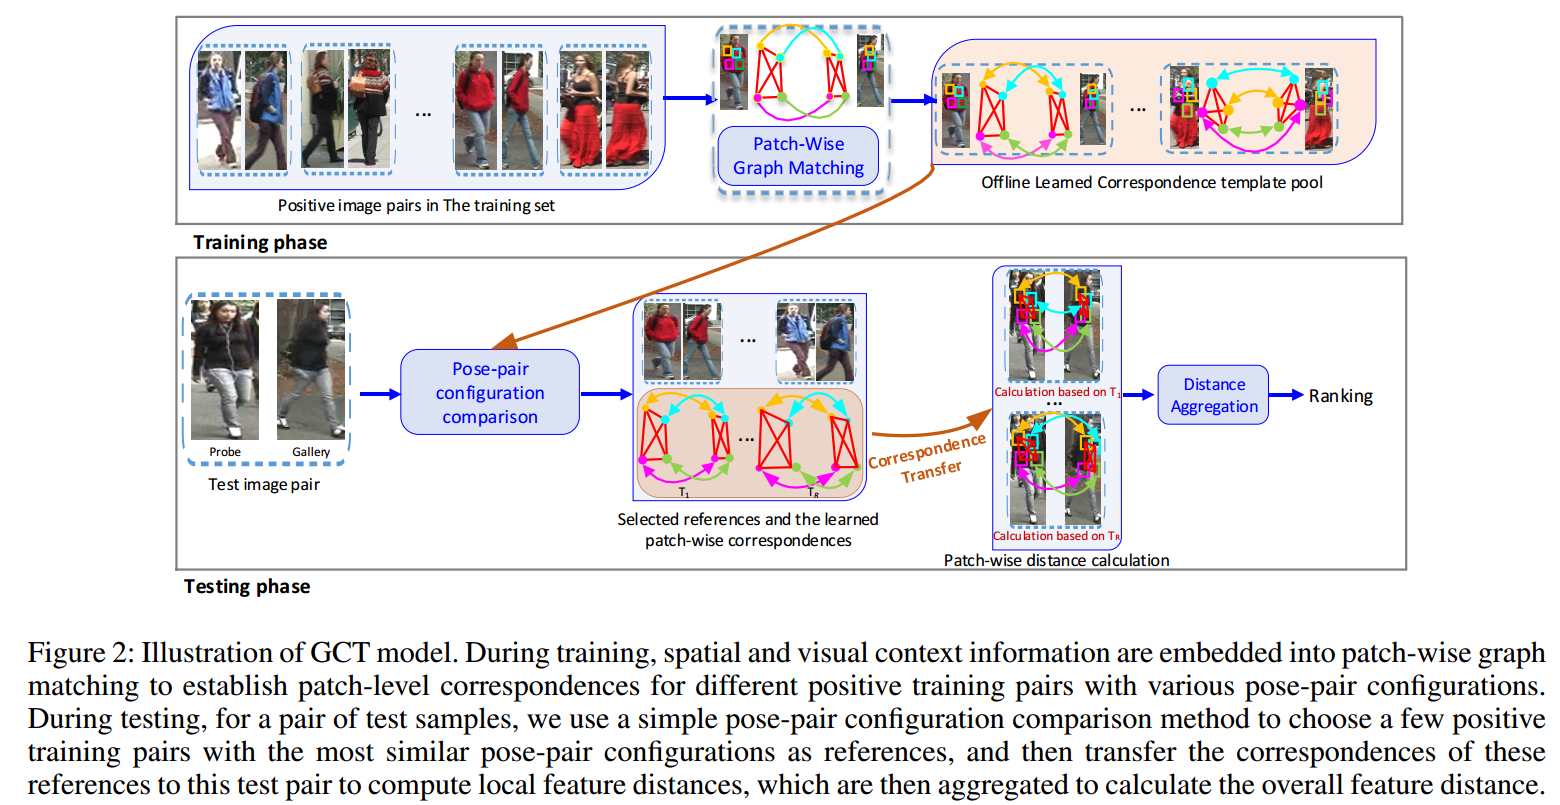 Patch-Wise
Graph Matching
...
...
Positive image pairs in The training set
Offline Learned Correspondence template pool
Training phase
Probe
Gallery
Test image pair
Pose-pair
configuration
comparison
...
...
T1
TR
Selected references and the learned
patch-wise correspondences
Correspondence
Transfer
Calculation based on T1
...
Calculation based on TR
Patch-wise distance calculation
Distance
Aggregation
Ranking
Testing phase
Figure 2: Illustration of GCT model. During training, spatial and visual context information are embedded into patch-wise graph
matching to establish patch-level correspondences for different positive training pairs with various pose-pair configurations.
During testing, for a pair of test samples, we use a simple pose-pair configuration comparison method to choose a few positive
training pairs with the most similar pose-pair configurations as references, and then transfer the correspondences of these
references to this test pair to compute local feature distances, which are then aggregated to calculate the overall feature distance.